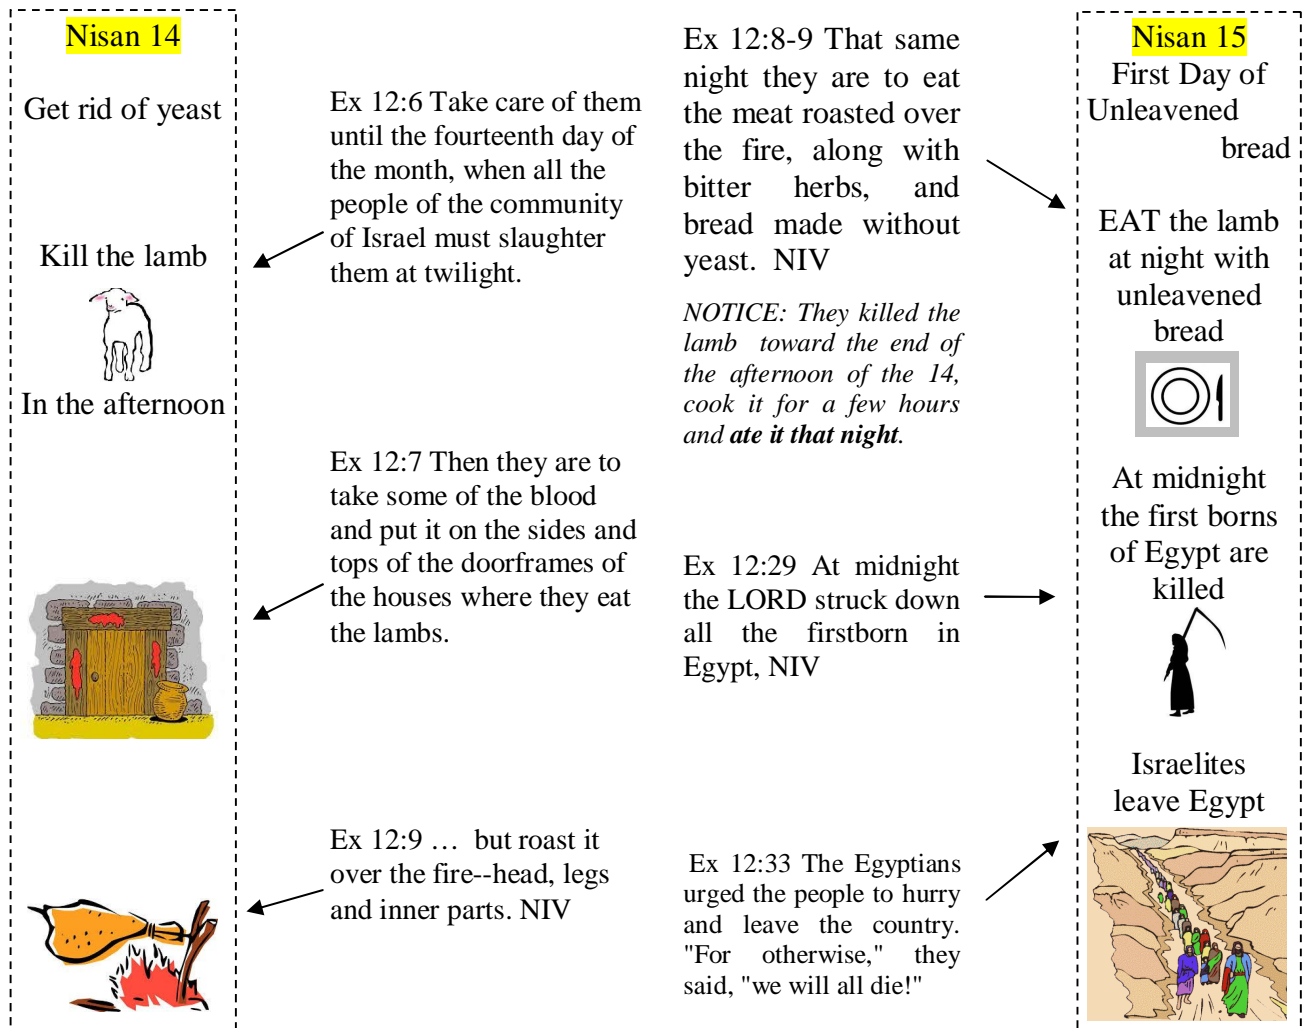 Nisan 14
Get rid of yeast
Kill the lamb
In the afternoon
Ex 12:6 Take care of them
until the fourteenth day of
the month, when all the
people of the community
of Israel must slaughter
them at twilight.
Ex 12:7 Then they are to
take some of the blood
and put it on the sides and
tops of the doorframes of
the houses where they eat
the lambs.
Ex 12:9 … but roast it
over the fire--head, legs
and inner parts. NIV
Ex 12:8-9 That same
night they are to eat
the meat roasted over
the fire, along with
bitter herbs, and
bread made without
yeast. NIV
NOTICE: They killed the
lamb toward the end of
the afternoon of the 14,
cook it for a few hours
and ate it that night.
Ex 12:29 At midnight
the LORD struck down
all the firstborn in
Egypt, NIV
Ex 12:33 The Egyptians
urged the people to hurry
and leave the country.
"For otherwise," they
said, "we will all die!"
Nisan 15
First Day of
Unleavened
bread
EAT the lamb
at night with
unleavened
bread
At midnight
the first borns
of Egypt are
killed
Israelites
leave Egypt